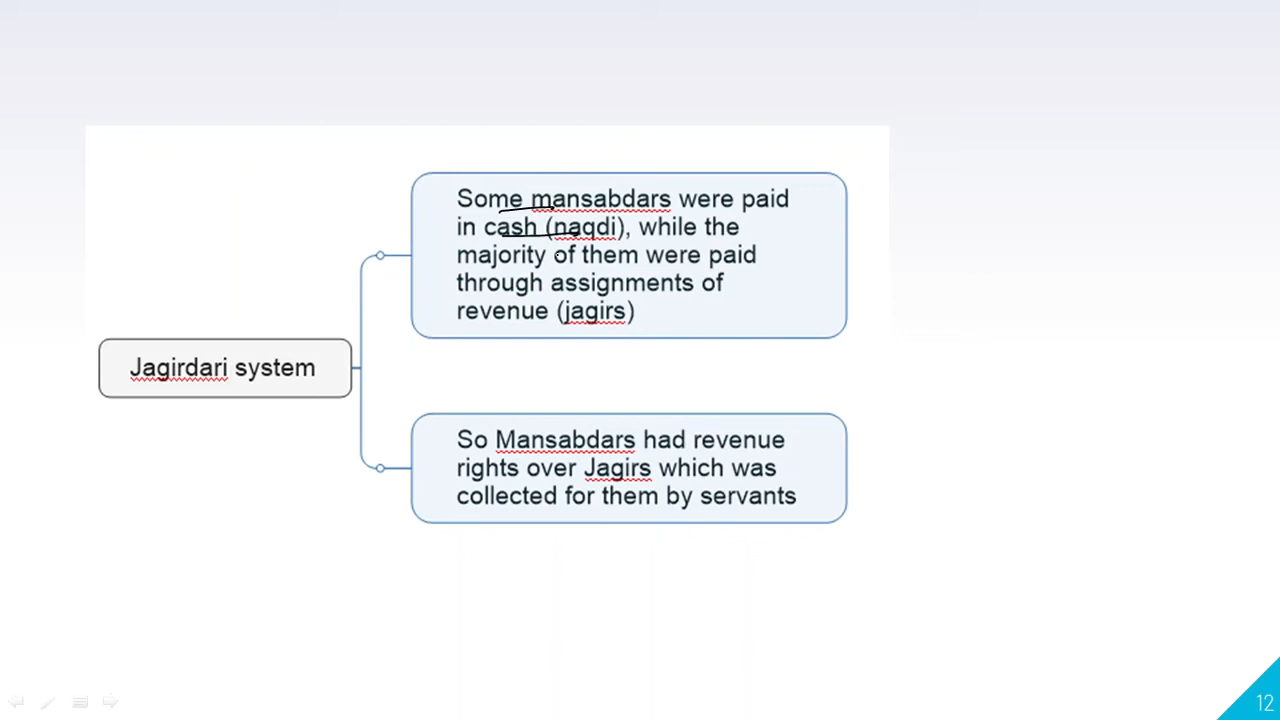 Some mansabdars were paid
in cash (naqdi), while the
majority of them were paid
through assignments of
revenue (jagirs)
Jagirdari system
So Mansabdars had revenue
rights over Jagirs which was
collected for them by servants
12